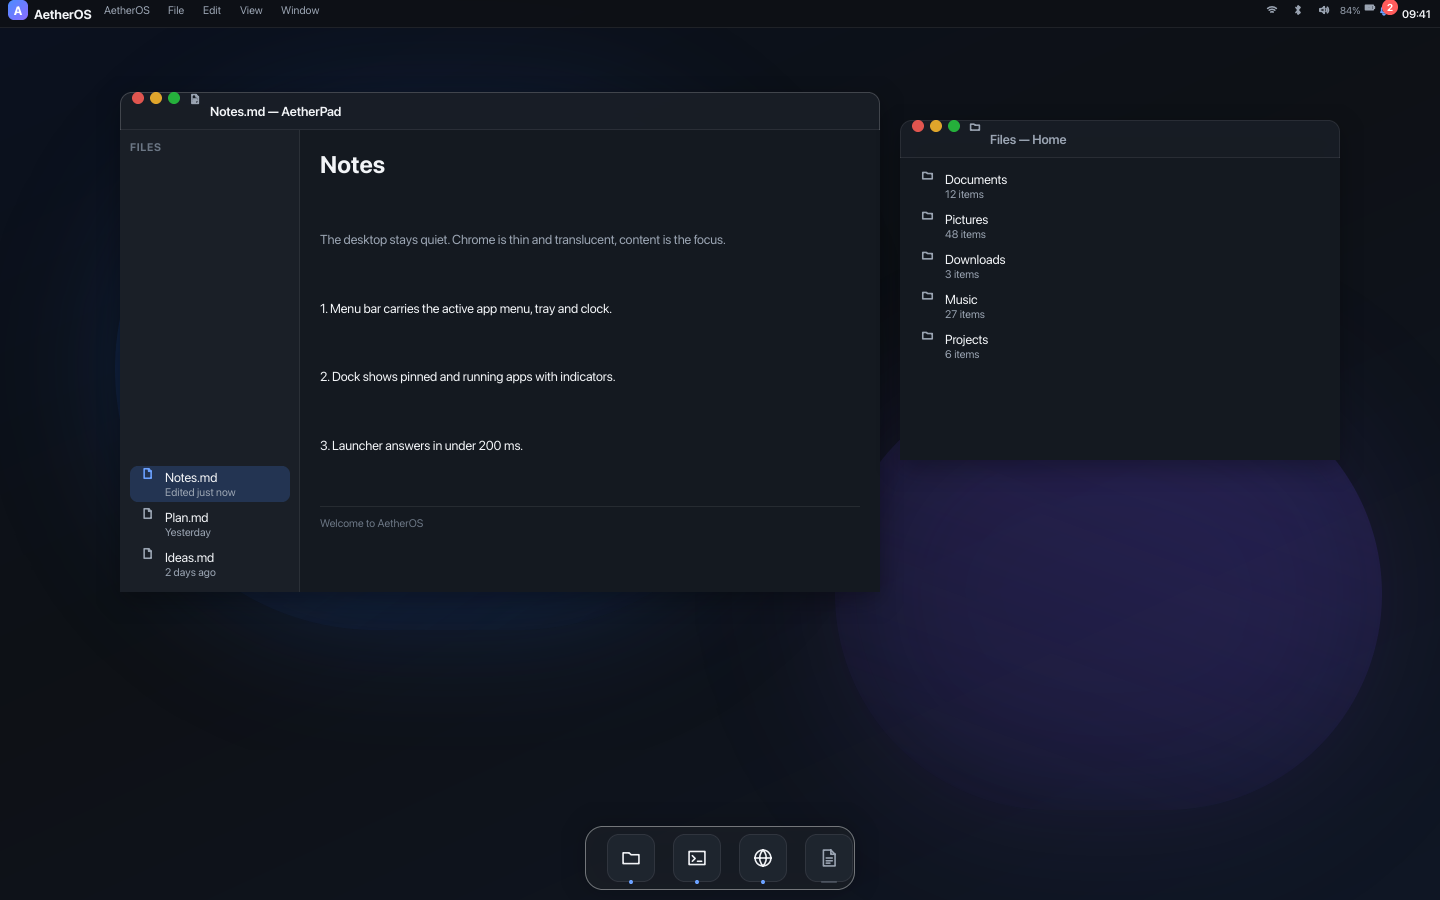 A AetherOS AetherOS File Edit View Window 84% 2 09:41
Notes.md — AetherPad
FILES
Notes.md
Edited just now
Plan.md
Yesterday
Ideas.md
2 days ago
Notes
The desktop stays quiet. Chrome is thin and translucent, content is the focus.
1. Menu bar carries the active app menu, tray and clock.
2. Dock shows pinned and running apps with indicators.
3. Launcher answers in under 200 ms.
Welcome to AetherOS
Files — Home
Documents
12 items
Pictures
48 items
Downloads
3 items
Music
27 items
Projects
6 items